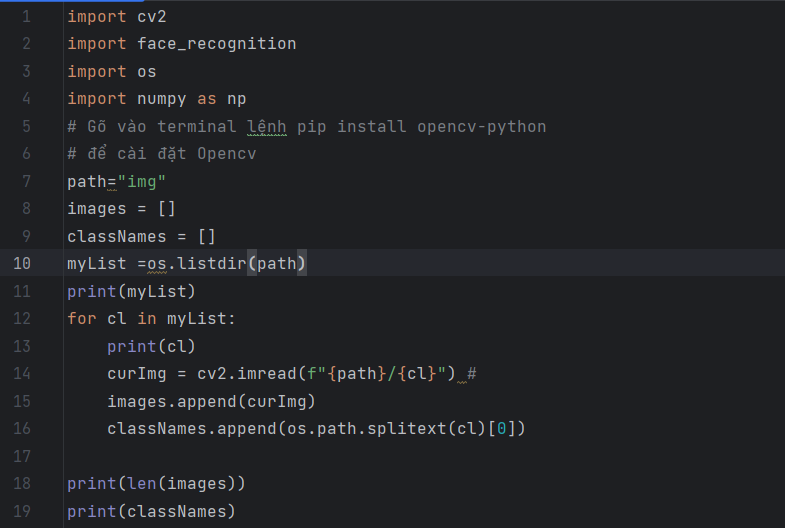 1 import cv2
2 import face_recognition
3 import os
4 import numpy as np
5 # Gõ vào terminal lệnh pip install opencv-python
6 # để cài đặt Opencv
7 path="img"
8 images = []
9 classNames = []
10 myList =os.listdir(path)
11 print(myList)
12 for cl in myList:
13     print(cl)
14     curImg = cv2.imread(f"{path}/{cl}") #
15     images.append(curImg)
16     classNames.append(os.path.splitext(cl)[0])
17
18 print(len(images))
19 print(classNames)